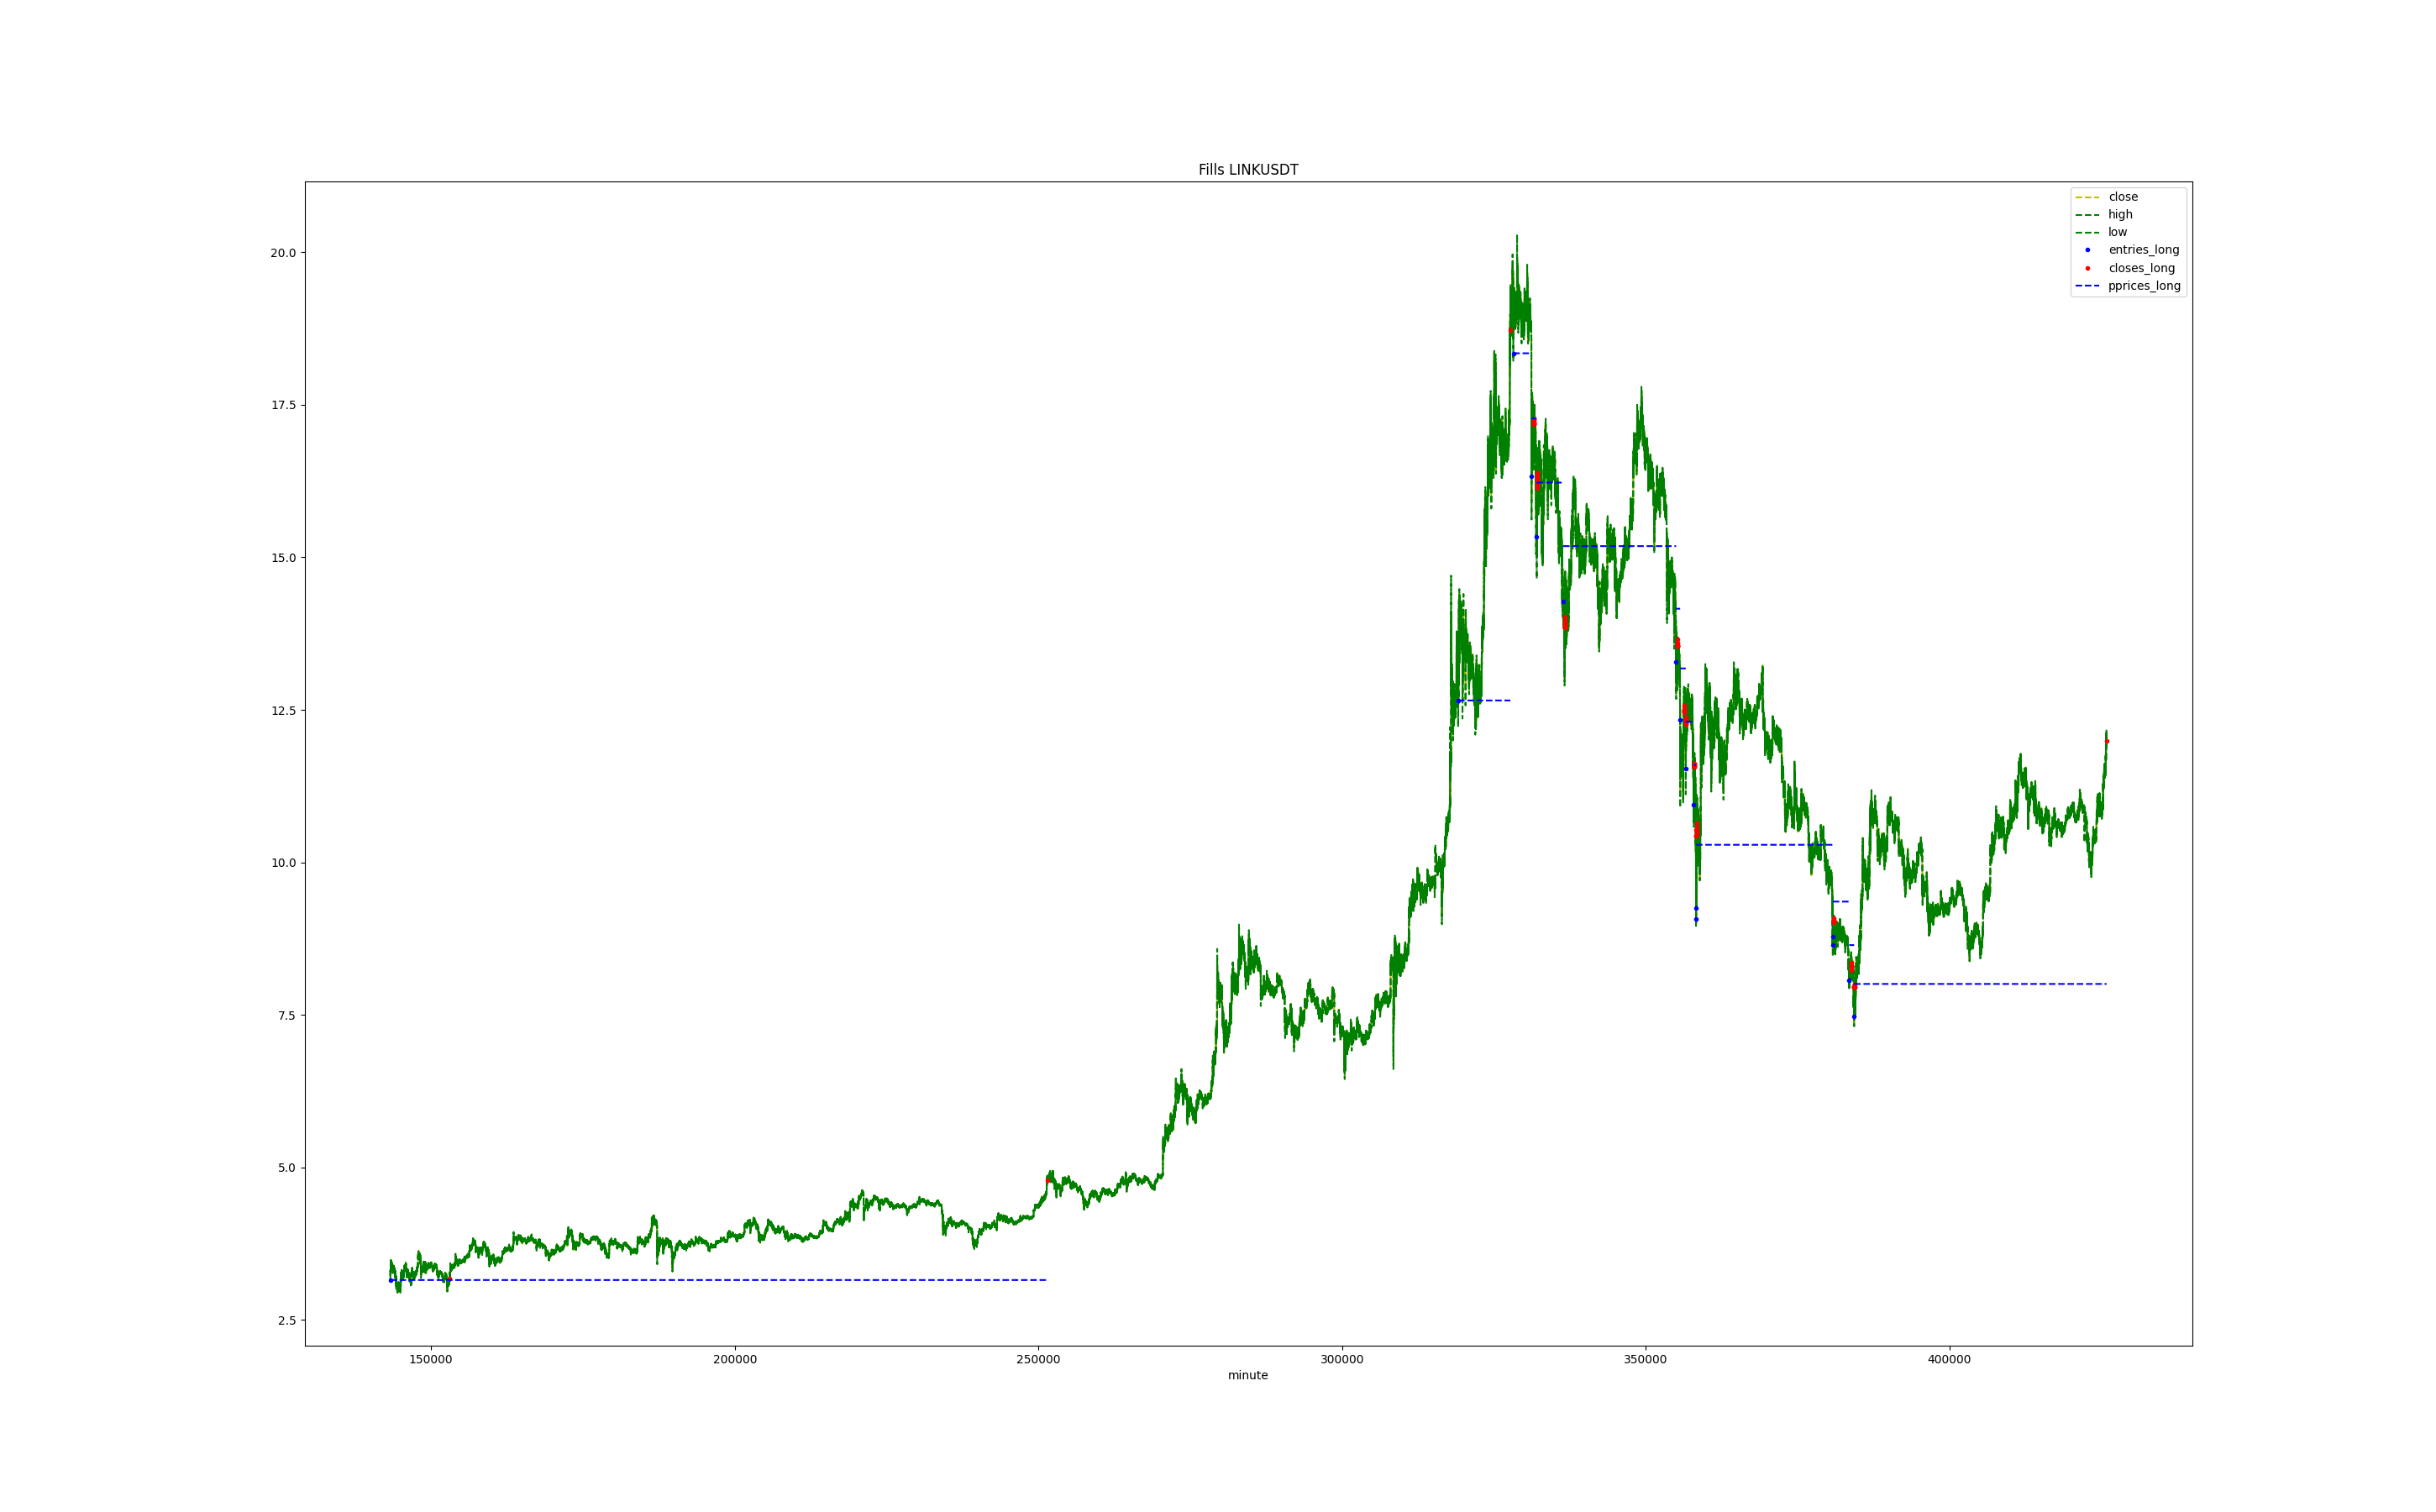 Fills LINKUSDT
close
high
low
entries_long
closes_long
pprices_long
20.0
17.5
15.0
12.5
10.0
7.5
5.0
2.5
150000 200000 250000 300000 350000 400000
minute